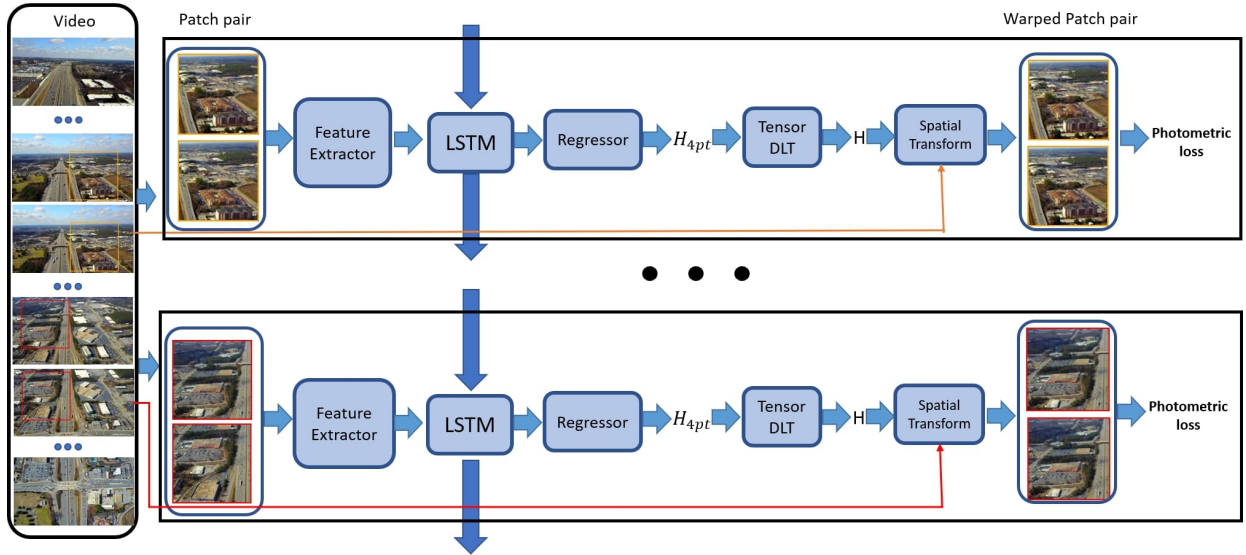 Video
Patch pair
Warped Patch pair
Feature
Extractor
LSTM
Regressor
H4pt
Tensor
DLT
H
Spatial
Transform
Photometric
loss
Feature
Extractor
LSTM
Regressor
H4pt
Tensor
DLT
H
Spatial
Transform
Photometric
loss